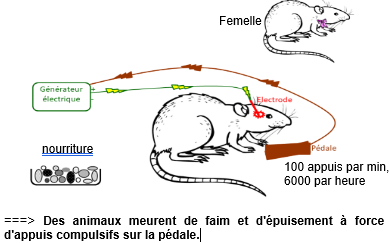 Femelle
Générateur
électrique
+
-
Electrode
Pédale
nourriture
100 appuis par min,
6000 par heure
===> Des animaux meurent de faim et d'épuisement à force
d'appuis compulsifs sur la pédale.